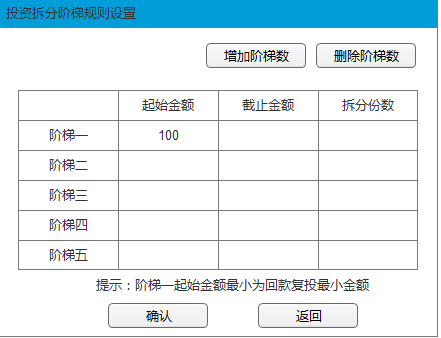 投资拆分阶梯规则设置
增加阶梯数 删除阶梯数
起始金额 截止金额 拆分份数
阶梯一 100
阶梯二
阶梯三
阶梯四
阶梯五
提示：阶梯一起始金额最小为回款复投最小金额
确认 返回